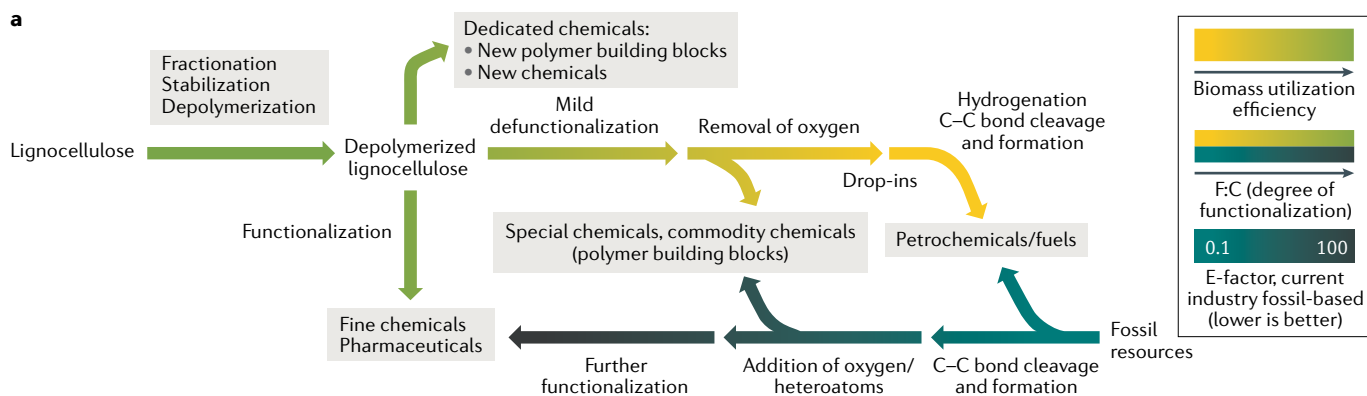 a
Fractionation
Stabilization
Depolymerization
Dedicated chemicals:
• New polymer building blocks
• New chemicals
Lignocellulose
Depolymerized
lignocellulose
Mild
defunctionalization
Removal of oxygen
Hydrogenation
C–C bond cleavage
and formation
Drop-ins
Functionalization
Special chemicals, commodity chemicals
(polymer building blocks)
Petrochemicals/fuels
Fine chemicals
Pharmaceuticals
Further
functionalization
Addition of oxygen/
heteroatoms
C–C bond cleavage
and formation
Fossil
resources
Biomass utilization
efficiency
F:C (degree of
functionalization)
0.1 100
E-factor, current
industry fossil-based
(lower is better)